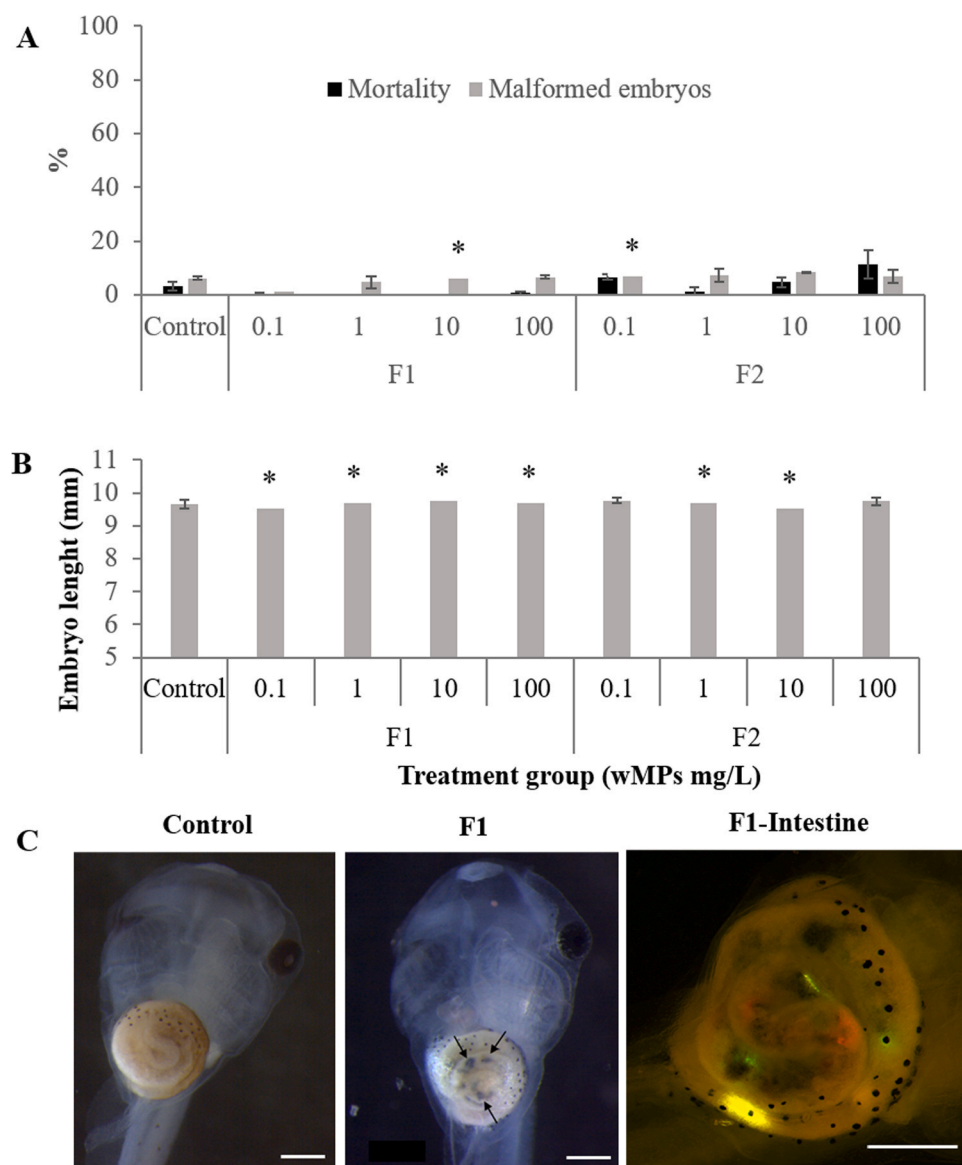 A
100
80
60
40
20
0
%
Mortality Malformed embryos
* *
Control 0.1 1 10 100 0.1 1 10 100
F1 F2
B
11
10
9
8
7
6
5
Embryo lenght (mm)
* * * * * *
Control 0.1 1 10 100 0.1 1 10 100
F1 F2
Treatment group (wMPs mg/L)
C
Control F1 F1-Intestine